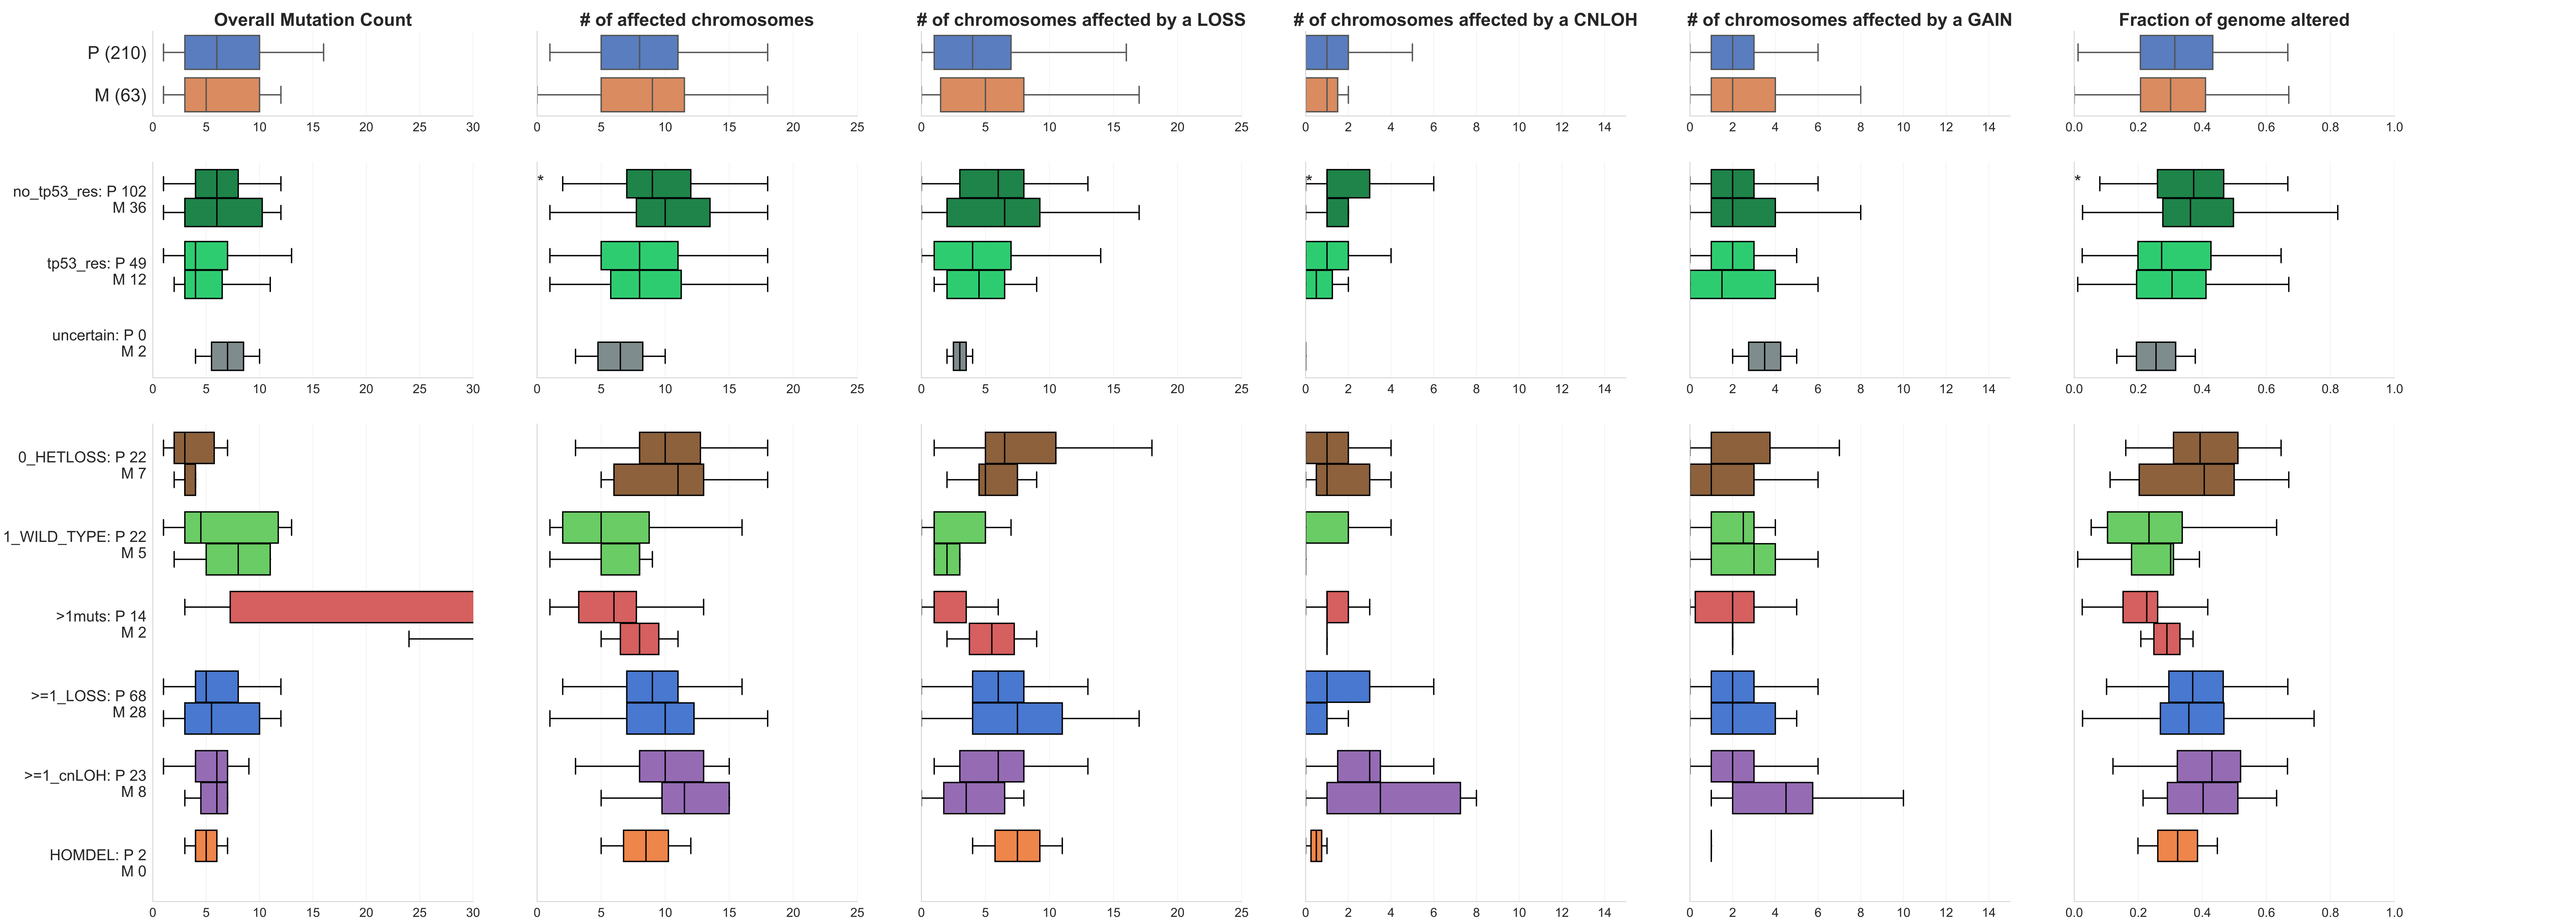 Overall Mutation Count
# of affected chromosomes
# of chromosomes affected by a LOSS
# of chromosomes affected by a CNLOH
# of chromosomes affected by a GAIN
Fraction of genome altered
P (210)
M (63)
0 5 10 15 20 25 30
0 5 10 15 20 25
0 5 10 15 20 25
0 2 4 6 8 10 12 14
0 2 4 6 8 10 12 14
0.0 0.2 0.4 0.6 0.8 1.0
* * *
no_tp53_res: P 102
M 36
tp53_res: P 49
M 12
uncertain: P 0
M 2
0 5 10 15 20 25 30
0 5 10 15 20 25
0 5 10 15 20 25
0 2 4 6 8 10 12 14
0 2 4 6 8 10 12 14
0.0 0.2 0.4 0.6 0.8 1.0
0_HETLOSS: P 22
M 7
1_WILD_TYPE: P 22
M 5
>1muts: P 14
M 2
>=1_LOSS: P 68
M 28
>=1_cnLOH: P 23
M 8
HOMDEL: P 2
M 0
0 5 10 15 20 25 30
0 5 10 15 20 25
0 5 10 15 20 25
0 2 4 6 8 10 12 14
0 2 4 6 8 10 12 14
0.0 0.2 0.4 0.6 0.8 1.0